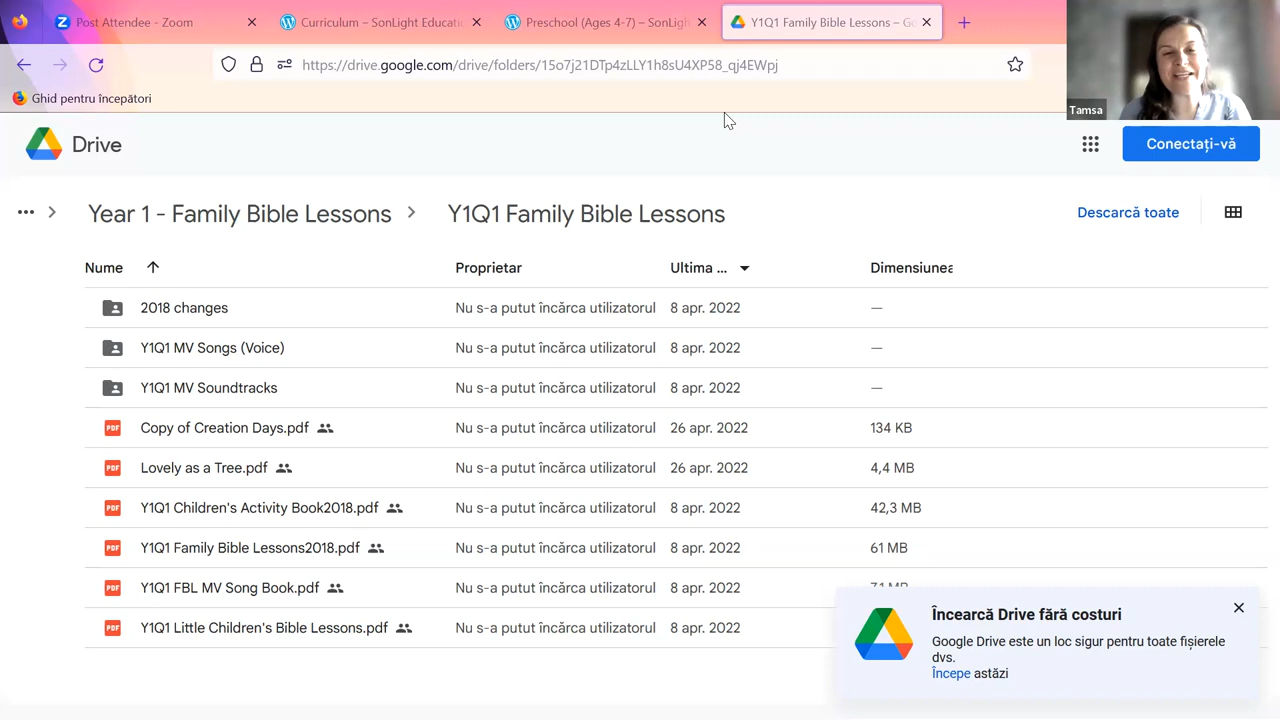 Post Attendee - Zoom
Curriculum – SonLight Educatio
Preschool (Ages 4-7) – SonLigh
Y1Q1 Family Bible Lessons – Go
https://drive.google.com/drive/folders/15o7j21DTp4zLLY1h8sU4XP58_qj4EWpj
Ghid pentru începători
Tamsa
Drive
Conectați-vă
Year 1 - Family Bible Lessons
Y1Q1 Family Bible Lessons
Descarcă toate
Nume Proprietar Ultima ... Dimensiunea
2018 changes Nu s-a putut încărca utilizatorul 8 apr. 2022 —
Y1Q1 MV Songs (Voice) Nu s-a putut încărca utilizatorul 8 apr. 2022 —
Y1Q1 MV Soundtracks Nu s-a putut încărca utilizatorul 8 apr. 2022 —
PDF Copy of Creation Days.pdf Nu s-a putut încărca utilizatorul 26 apr. 2022 134 KB
PDF Lovely as a Tree.pdf Nu s-a putut încărca utilizatorul 26 apr. 2022 4,4 MB
PDF Y1Q1 Children's Activity Book2018.pdf Nu s-a putut încărca utilizatorul 8 apr. 2022 42,3 MB
PDF Y1Q1 Family Bible Lessons2018.pdf Nu s-a putut încărca utilizatorul 8 apr. 2022 61 MB
PDF Y1Q1 FBL MV Song Book.pdf Nu s-a putut încărca utilizatorul 8 apr. 2022
PDF Y1Q1 Little Children's Bible Lessons.pdf Nu s-a putut încărca utilizatorul 8 apr. 2022
Încearcă Drive fără costuri
Google Drive este un loc sigur pentru toate fișierele
dvs.
Începe astăzi